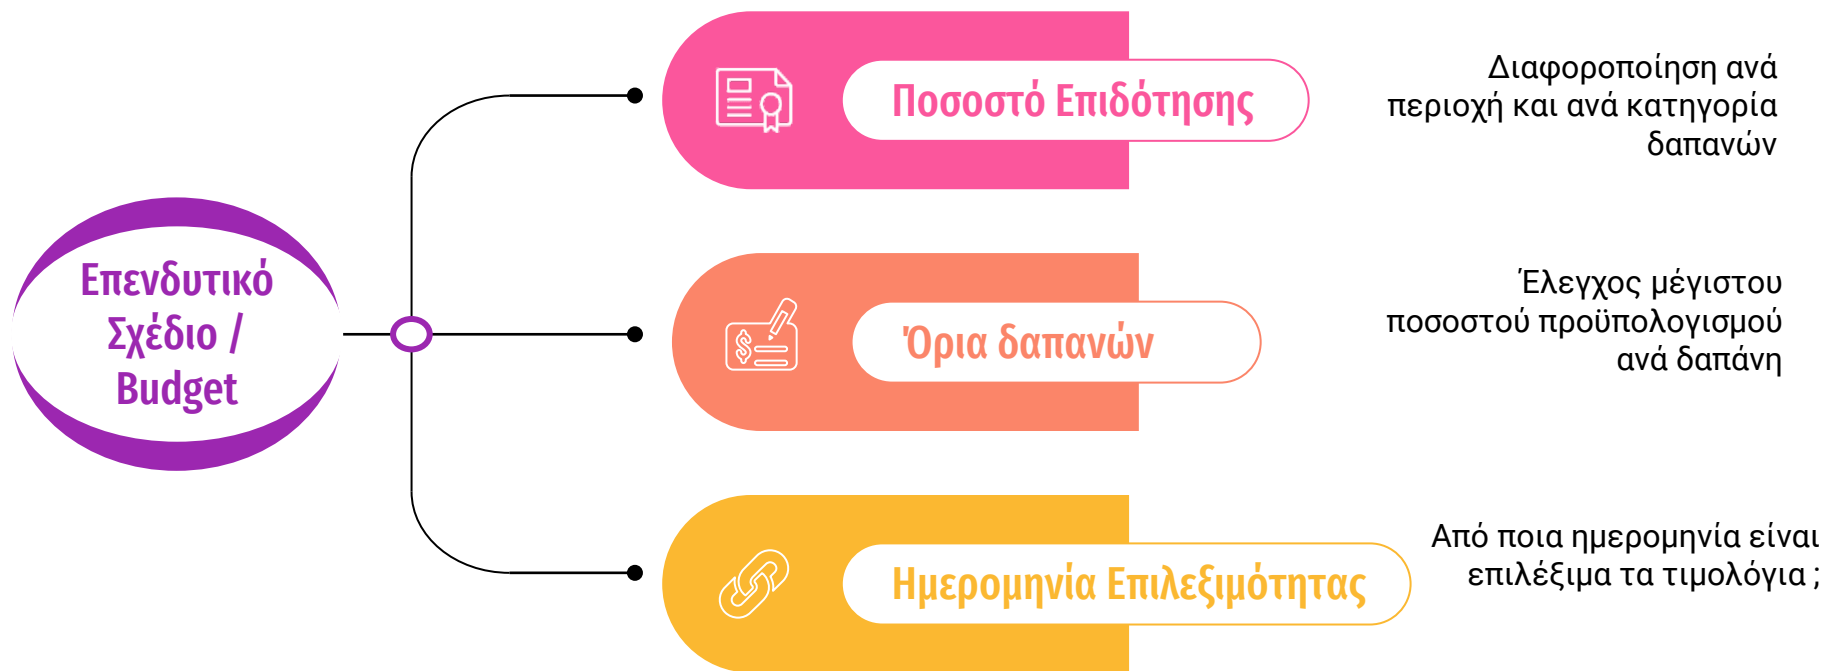 Επενδυτικό
Σχέδιο /
Budget
Ποσοστό Επιδότησης
Διαφοροποίηση ανά
περιοχή και ανά κατηγορία
δαπανών
Όρια δαπανών
Έλεγχος μέγιστου
ποσοστού προϋπολογισμού
ανά δαπάνη
Ημερομηνία Επιλεξιμότητας
Από ποια ημερομηνία είναι
επιλέξιμα τα τιμολόγια ;